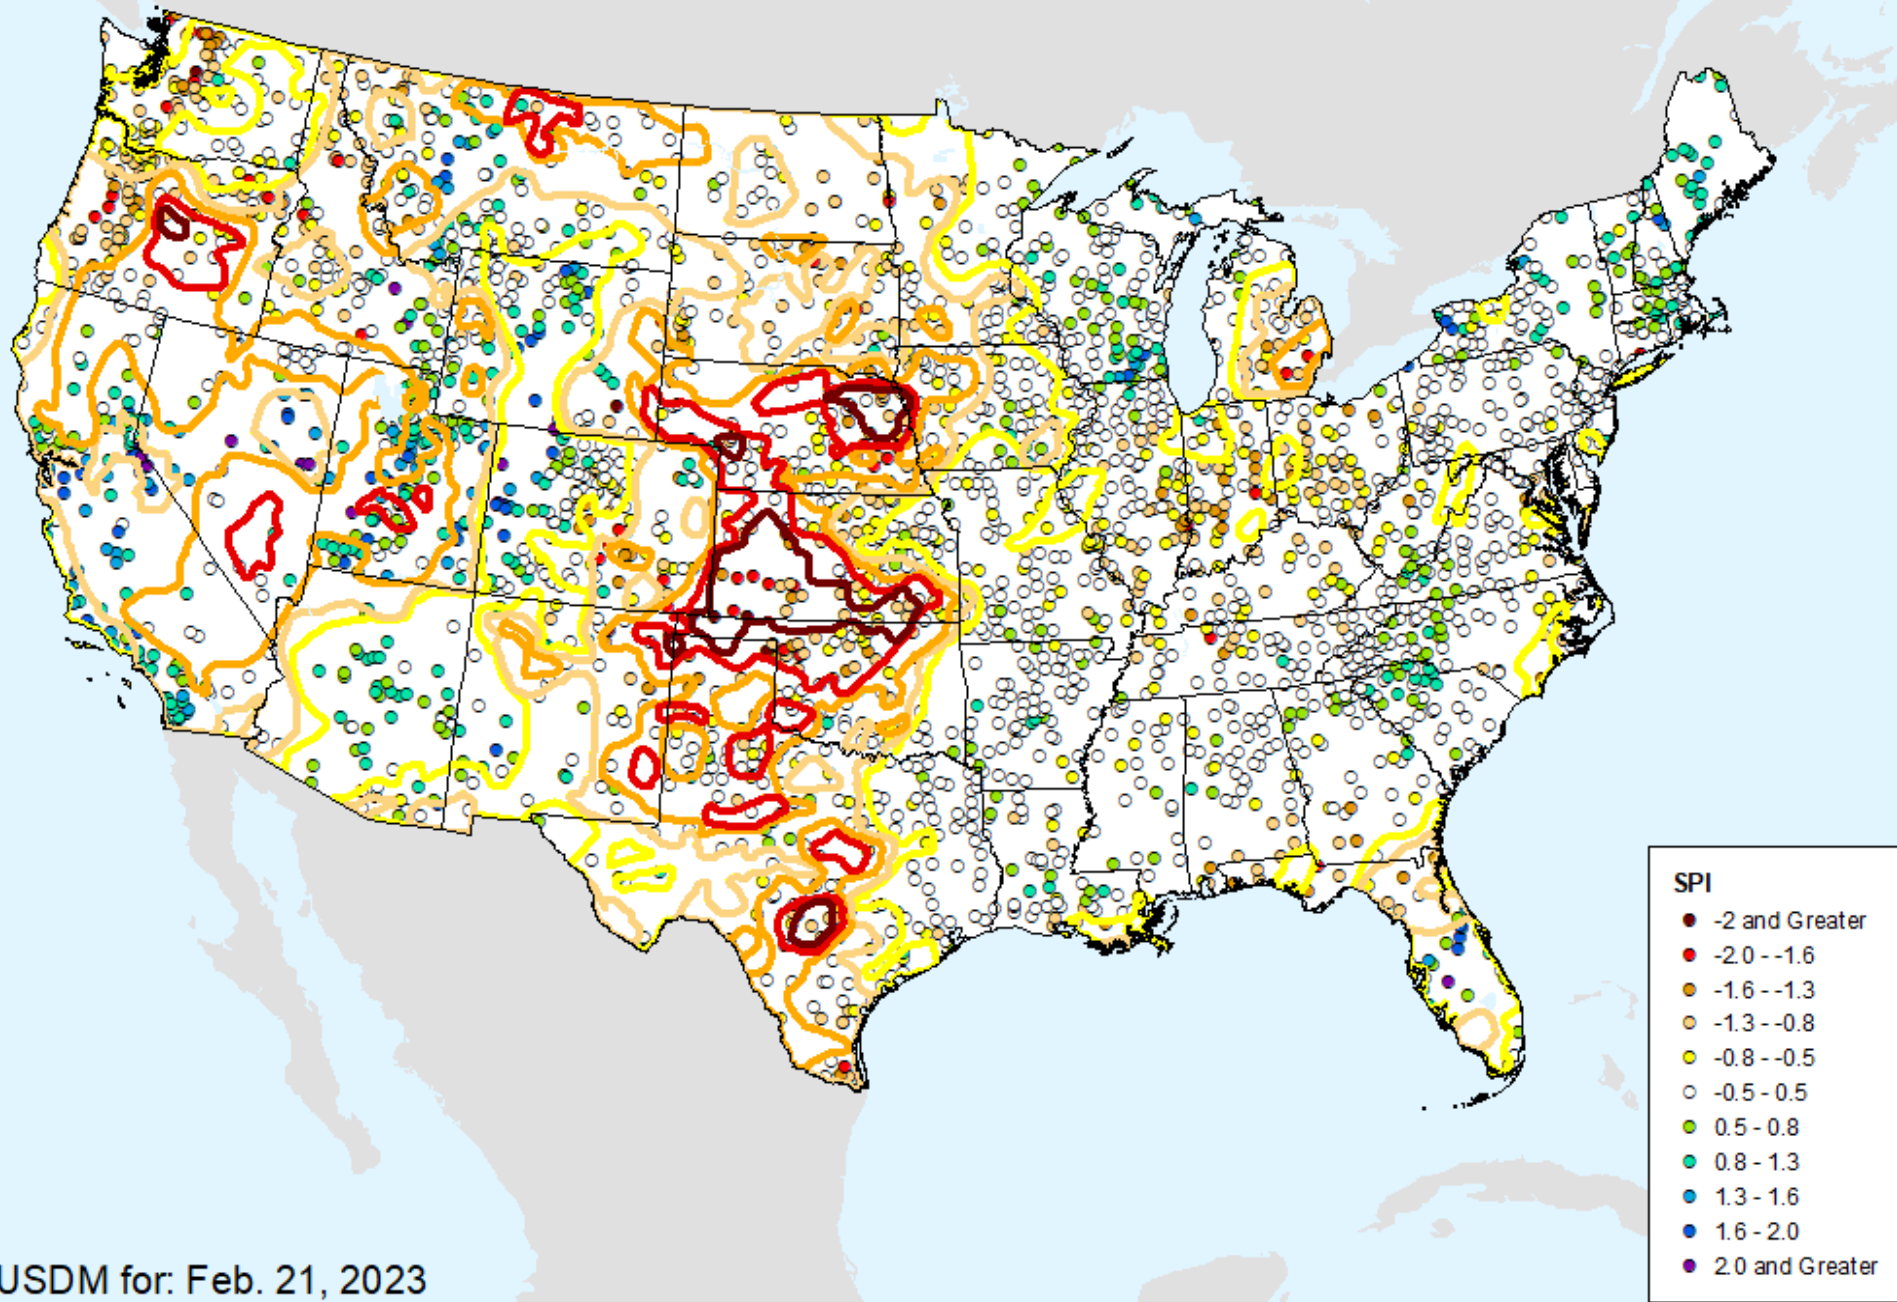 SPI
-2 and Greater
-2.0 - -1.6
-1.6 - -1.3
-1.3 - -0.8
-0.8 - -0.5
-0.5 - 0.5
0.5 - 0.8
0.8 - 1.3
1.3 - 1.6
1.6 - 2.0
2.0 and Greater
USDM for: Feb. 21, 2023